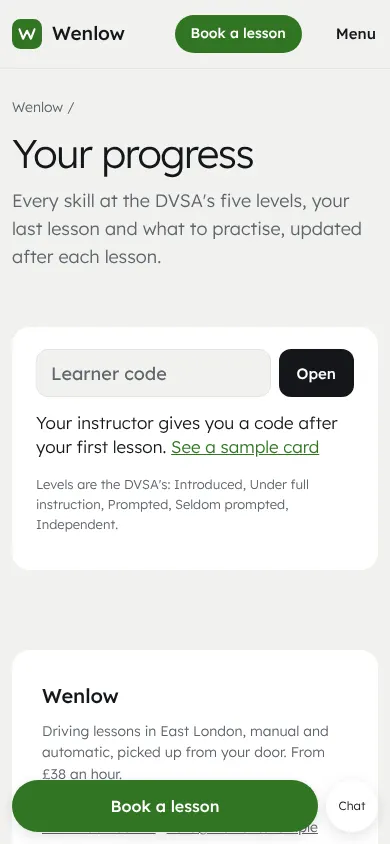 W Wenlow
Book a lesson
Menu
Wenlow /
Your progress
Every skill at the DVSA's five levels, your
last lesson and what to practise, updated
after each lesson.
Learner code
Open
Your instructor gives you a code after
your first lesson. See a sample card
Levels are the DVSA's: Introduced, Under full
instruction, Prompted, Seldom prompted,
Independent.
Wenlow
Driving lessons in East London, manual and
automatic, picked up from your door. From
£38 an hour.
Book a lesson
Chat